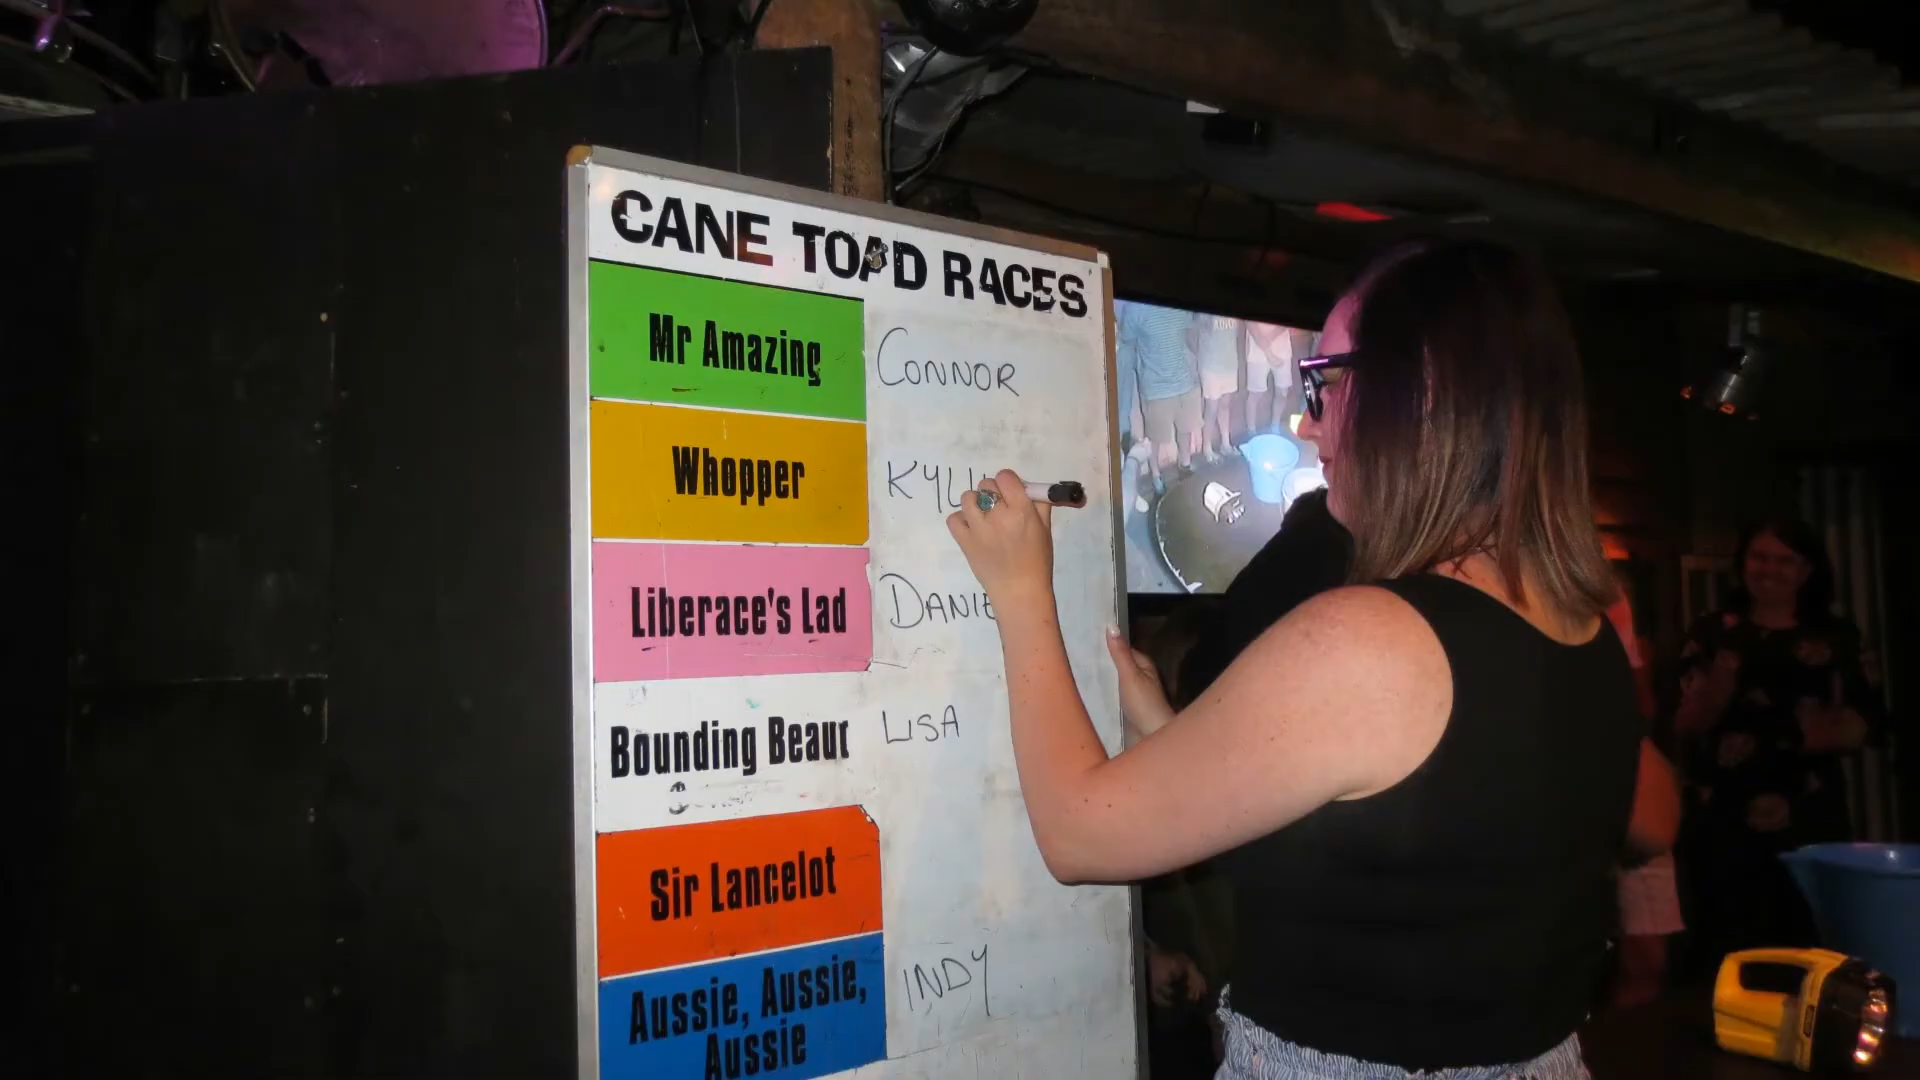 CANE TOAD RACES
Mr Amazing CONNOR
Whopper
Liberace's Lad
Bounding Beaut LISA
Sir Lancelot
Aussie, Aussie, INDY
Aussie